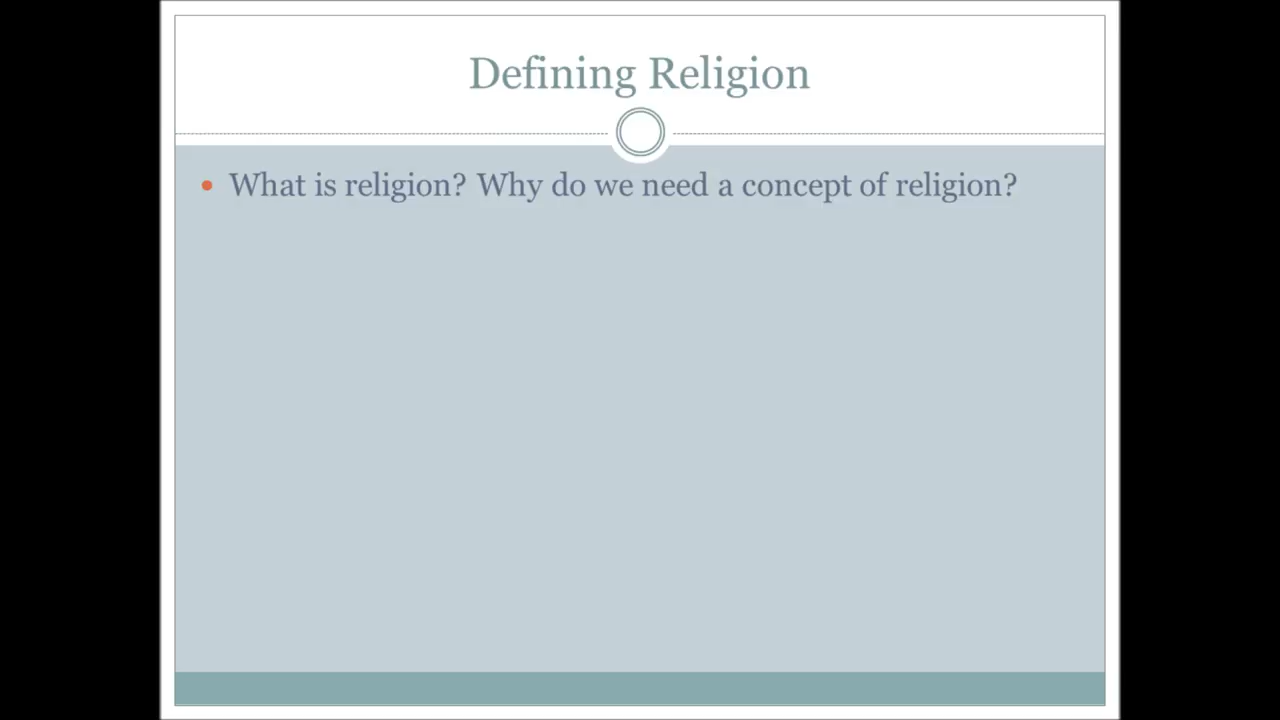 Defining Religion
What is religion? Why do we need a concept of religion?